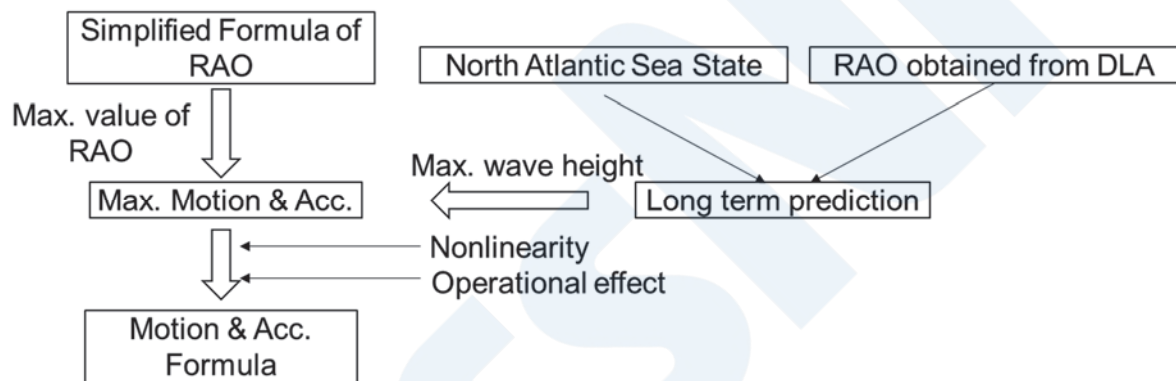 Simplified Formula of
RAO
North Atlantic Sea State
RAO obtained from DLA
Max. value of
RAO
Max. wave height
Max. Motion & Acc.
Long term prediction
Nonlinearity
Operational effect
Motion & Acc.
Formula